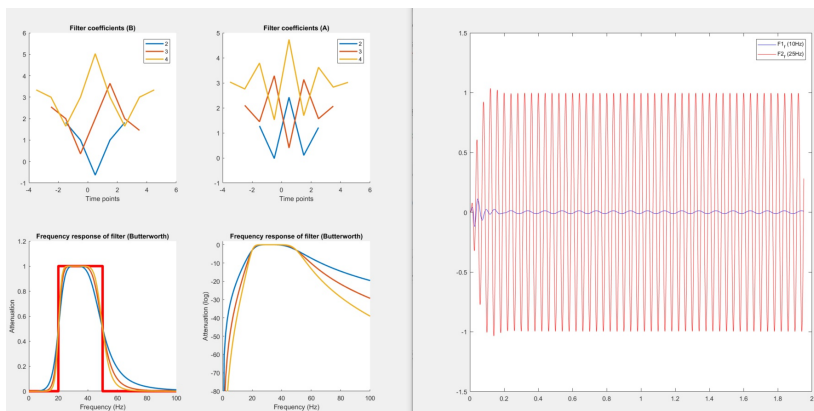 Filter coefficients (B)
6
5
4
3
2
1
0
-1
-4 -2 0 2 4 6
Time points
2
3
4
Filter coefficients (A)
5
4
3
2
1
0
-1
-4 -2 0 2 4 6
Time points
2
3
4
Frequency response of filter (Butterworth)
Attenuation
1.2
1
0.8
0.6
0.4
0.2
0
0 20 40 60 80 100
Frequency (Hz)
Frequency response of filter (Butterworth)
Attenuation (log)
0
-10
-20
-30
-40
-50
-60
-70
-80
0 20 40 60 80 100
Frequency (Hz)
1.5
1
0.5
0
-0.5
-1
-1.5
0 0.2 0.4 0.6 0.8 1 1.2 1.4 1.6 1.8 2
F1, (10Hz)
F2, (25Hz)